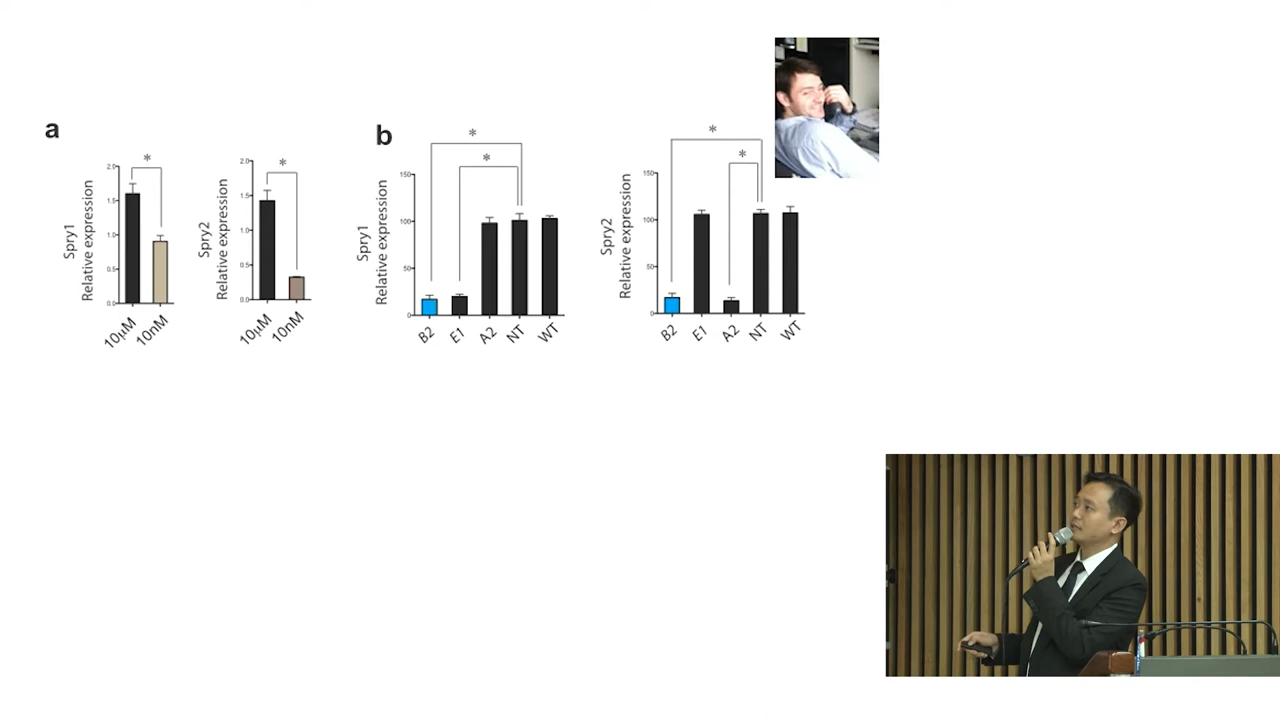 a
b
*
*
*
*
*
*
2.0
1.5
1.0
0.5
0.0
Spry1
Relative expression
10μM
10nM
2.0
1.5
1.0
0.5
0.0
Spry2
Relative expression
10μM
10nM
150
100
50
0
Spry1
Relative expression
B2
E1
A2
NT
WT
150
100
50
0
Spry2
Relative expression
B2
E1
A2
NT
WT